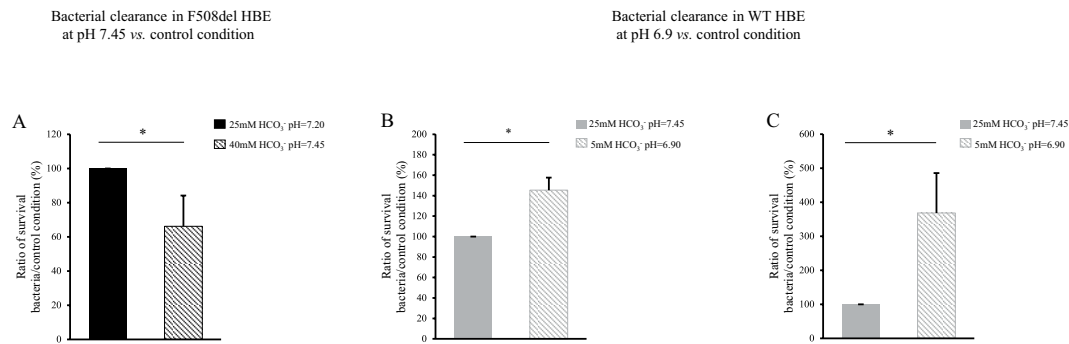 Bacterial clearance in F508del HBE
at pH 7.45 vs. control condition
Bacterial clearance in WT HBE
at pH 6.9 vs. control condition
A
Ratio of survival
bacteria/control condition (%)
120
100
80
60
40
20
0
*
25mM HCO₃⁻ pH=7.20
40mM HCO₃⁻ pH=7.45
B
Ratio of survival
bacteria/control condition (%)
200
180
160
140
120
100
80
60
40
20
0
*
25mM HCO₃⁻ pH=7.45
5mM HCO₃⁻ pH=6.90
C
Ratio of survival
bacteria/control condition (%)
600
500
400
300
200
100
0
*
25mM HCO₃⁻ pH=7.45
5mM HCO₃⁻ pH=6.90